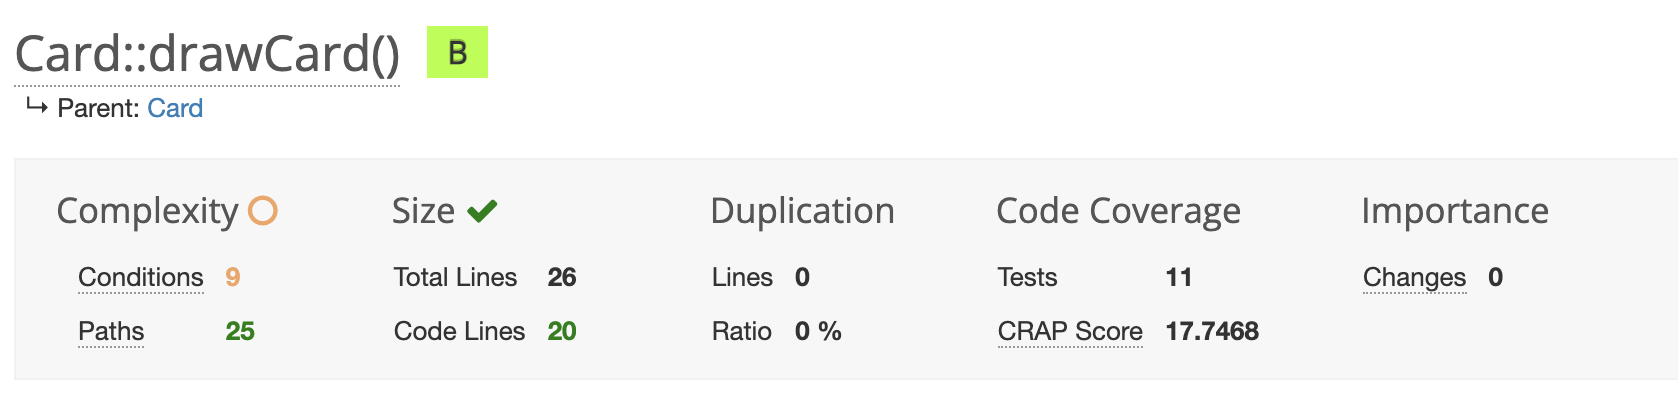 Card::drawCard() B
↳ Parent: Card
Complexity Size Duplication Code Coverage Importance
Conditions 9 Total Lines 26 Lines 0 Tests 11 Changes 0
Paths 25 Code Lines 20 Ratio 0 % CRAP Score 17.7468